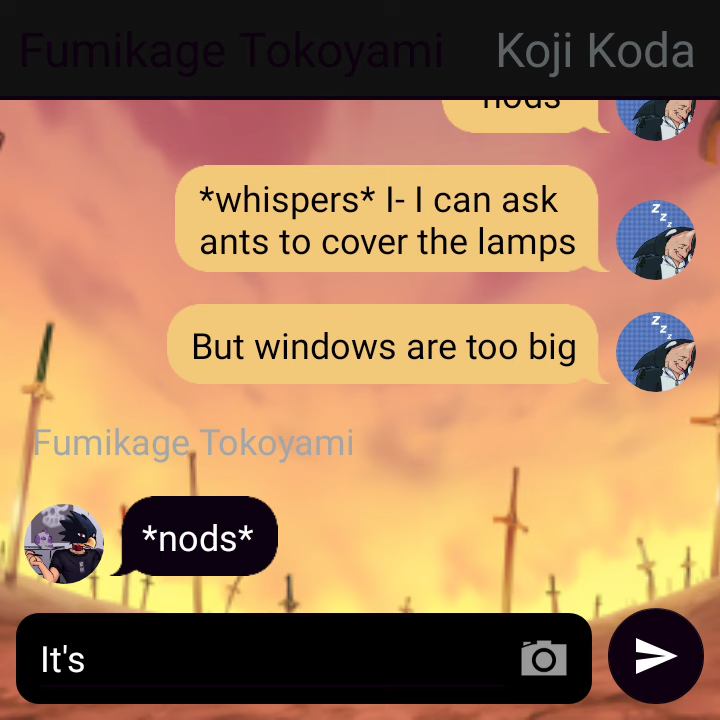 Fumikage Tokoyami Koji Koda
nods
*whispers* I- I can ask
ants to cover the lamps
z z z
But windows are too big
z z z
Fumikage Tokoyami
*nods*
It's